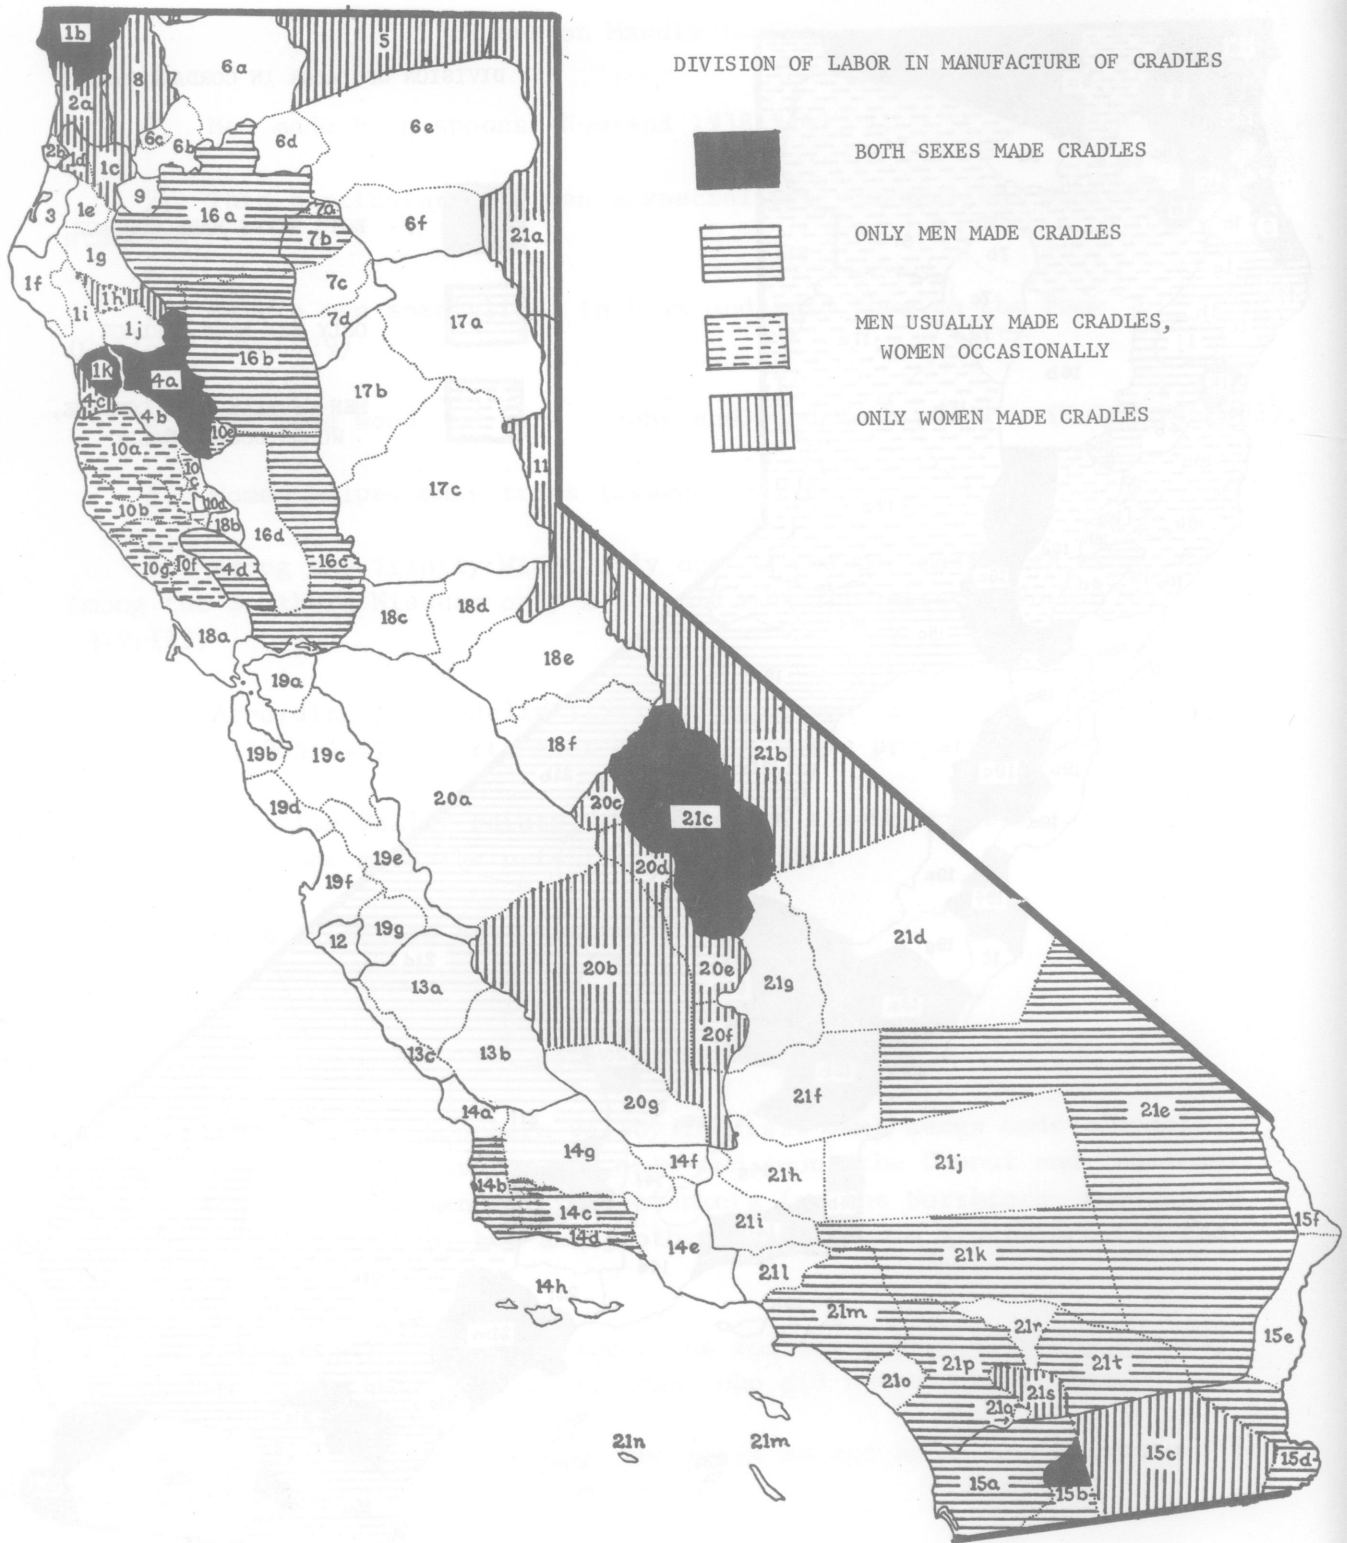 DIVISION OF LABOR IN MANUFACTURE OF CRADLES
BOTH SEXES MADE CRADLES
ONLY MEN MADE CRADLES
MEN USUALLY MADE CRADLES,
WOMEN OCCASIONALLY
ONLY WOMEN MADE CRADLES
1b
5
8
6a
2a
6e
6c
6b
6d
2b
1d
1c
9
16a
7a
7b
6f
21a
3
1e
1g
1f
7c
1h
1i
1j
7d
17a
16b
1k
4a
17b
4c
4b
10e
10a
10c
11
17c
10b
10d
18b
16d
10g
10f
4d
16c
18c
18d
18a
18e
19a
19b
19c
18f
21b
19d
20a
20c
21c
19e
20d
19f
19g
12
21d
13a
20b
20e
21g
20f
13c
13b
14a
20g
21f
21e
14g
14f
21h
21j
14b
14c
21i
15f
14d
14e
21k
21l
14h
21m
21r
15e
21p
21t
21o
21s
21q
21n
21m
15a
15b
15c
15d